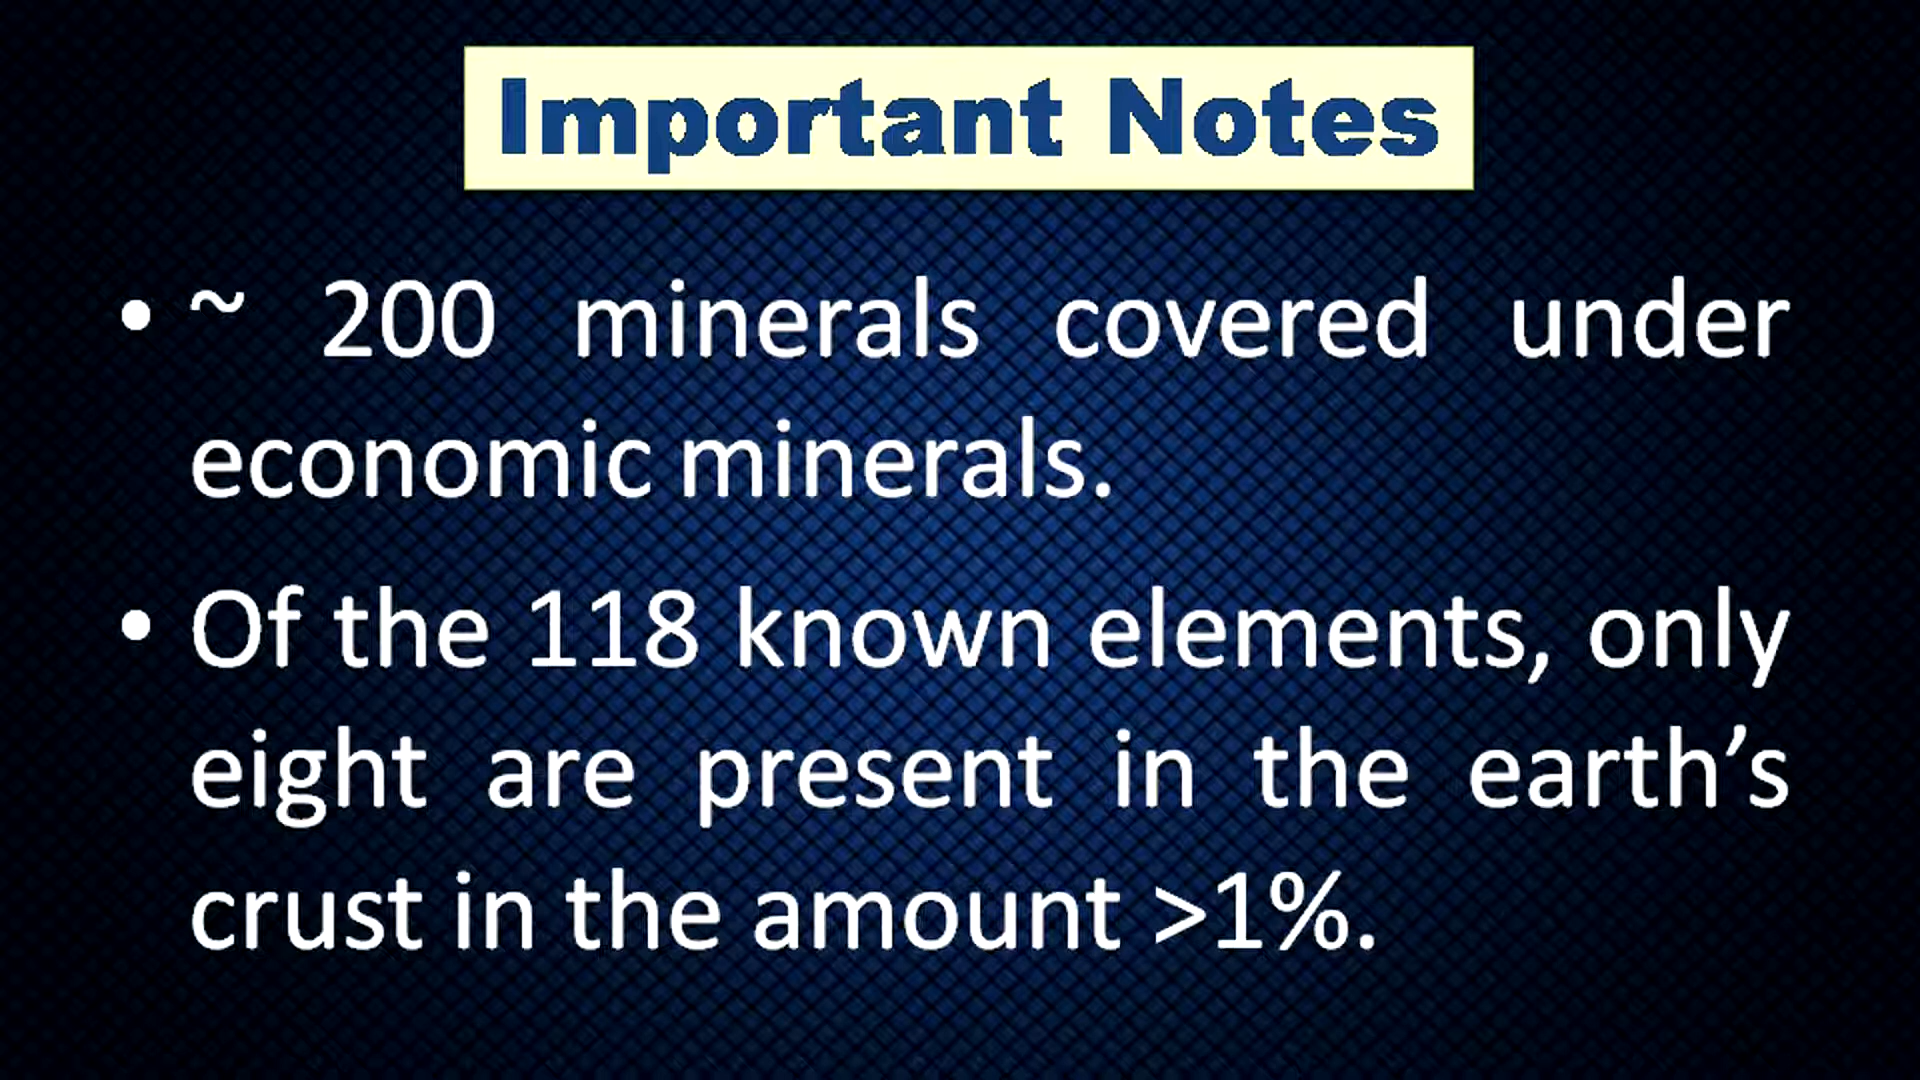 Important Notes
• ~ 200 minerals covered under
economic minerals.
• Of the 118 known elements, only
eight are present in the earth’s
crust in the amount >1%.